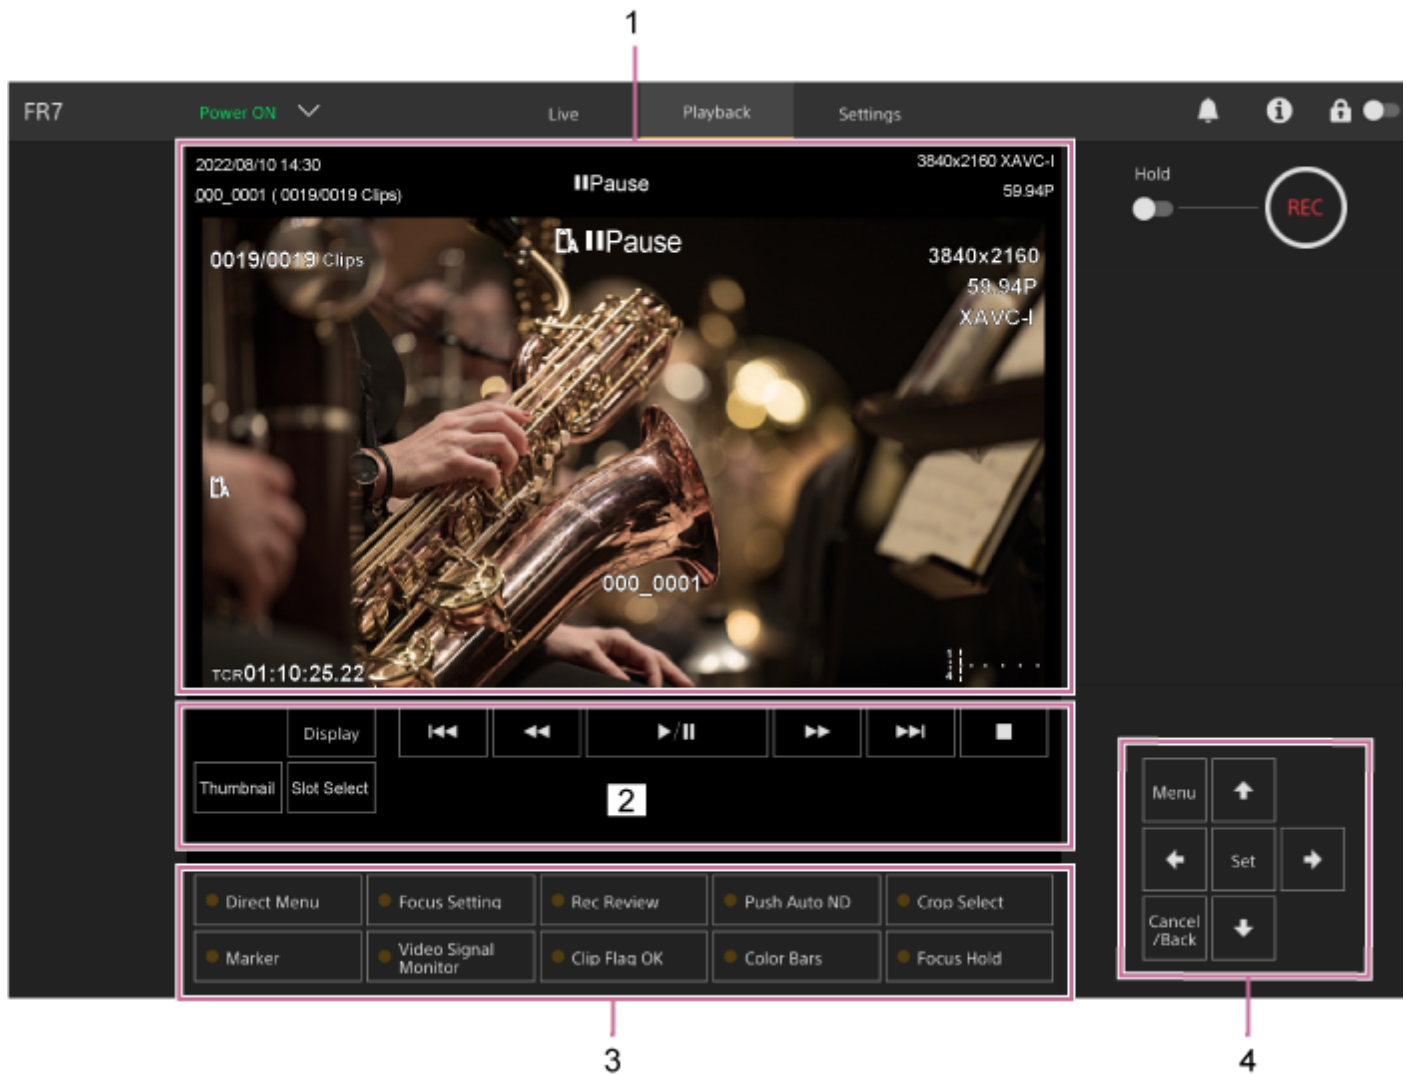 1
FR7
Power ON
Live
Playback
Settings
2022/08/10 14:30
000_0001 ( 0019/0019 Clips)
Pause
3840x2160 XAVC-I
59.94P
Hold
REC
0019/0019 Clips
A Pause
3840x2160
59.94P
XAVC-I
A
000_0001
TCR01:10:25.22
1
4
Display
Thumbnail
Slot Select
2
Menu
Set
Cancel
/Back
Direct Menu
Focus Setting
Rec Review
Push Auto ND
Crop Select
Marker
Video Signal
Monitor
Clip Flag OK
Color Bars
Focus Hold
3
4